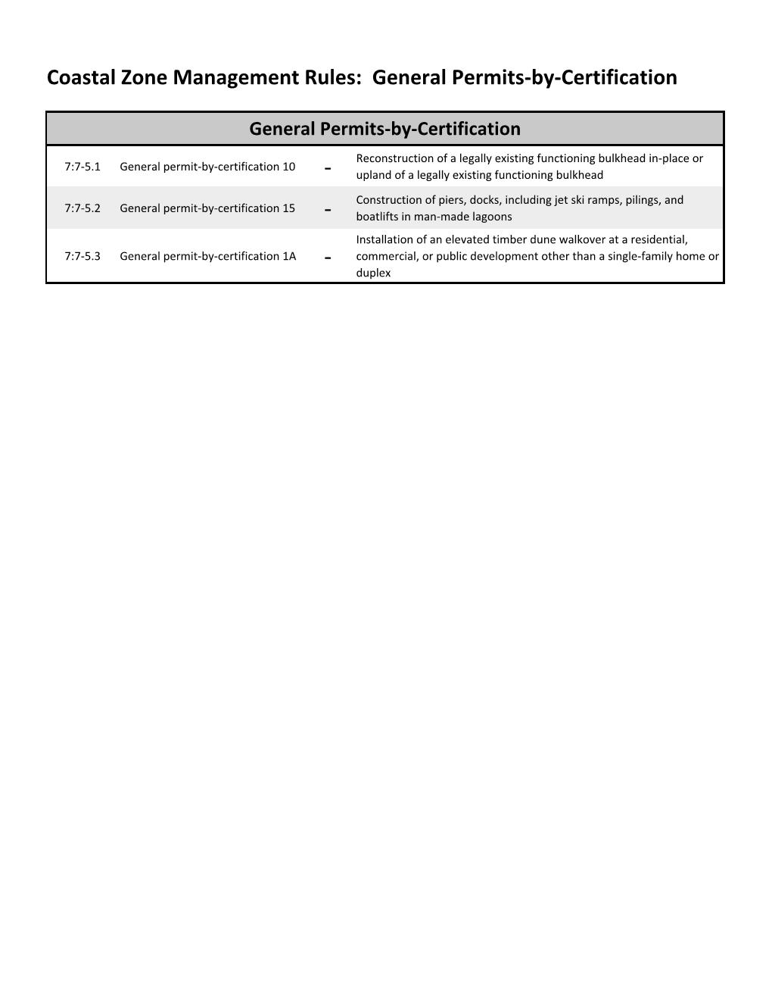 Coastal Zone Management Rules:  General Permits-by-Certification
General Permits-by-Certification
7:7-5.1 General permit-by-certification 10 - Reconstruction of a legally existing functioning bulkhead in-place or
upland of a legally existing functioning bulkhead
7:7-5.2 General permit-by-certification 15 - Construction of piers, docks, including jet ski ramps, pilings, and
boatlifts in man-made lagoons
7:7-5.3 General permit-by-certification 1A - Installation of an elevated timber dune walkover at a residential,
commercial, or public development other than a single-family home or
duplex